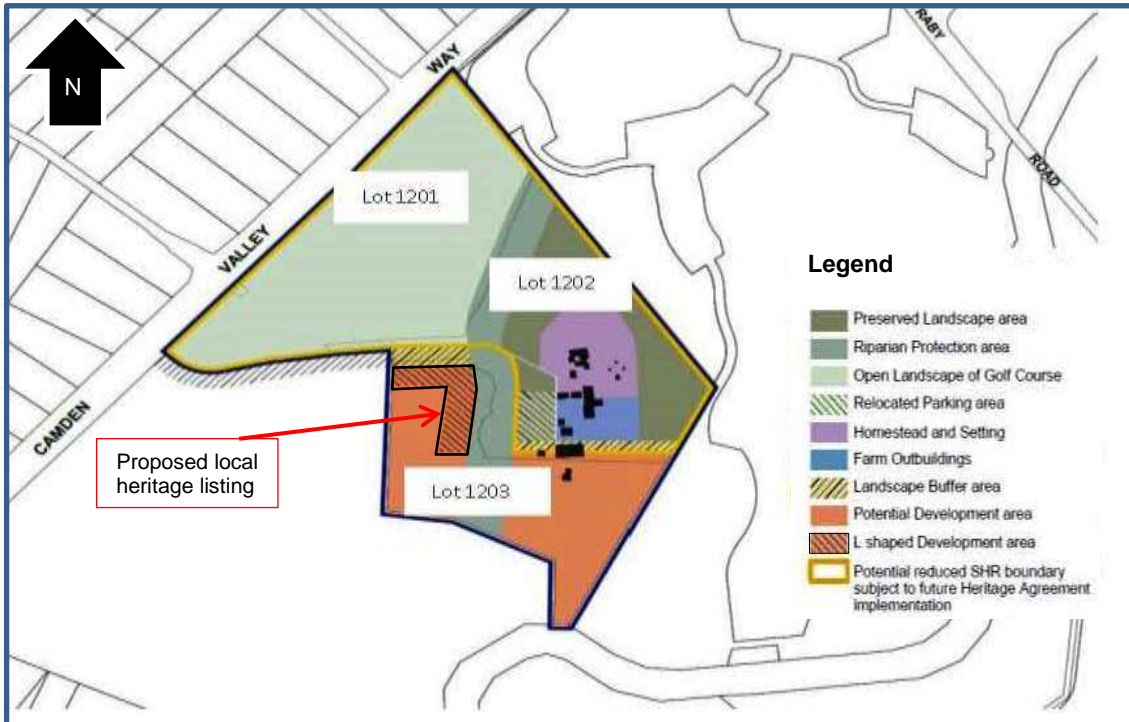 N
WAY
RABY
ROAD
Lot 1201
VALLEY
Lot 1202
CAMDEN
Proposed local
heritage listing
Lot 1203
Legend
Preserved Landscape area
Riparian Protection area
Open Landscape of Golf Course
Relocated Parking area
Homestead and Setting
Farm Outbuildings
Landscape Buffer area
Potential Development area
L shaped Development area
Potential reduced SHR boundary
subject to future Heritage Agreement
implementation